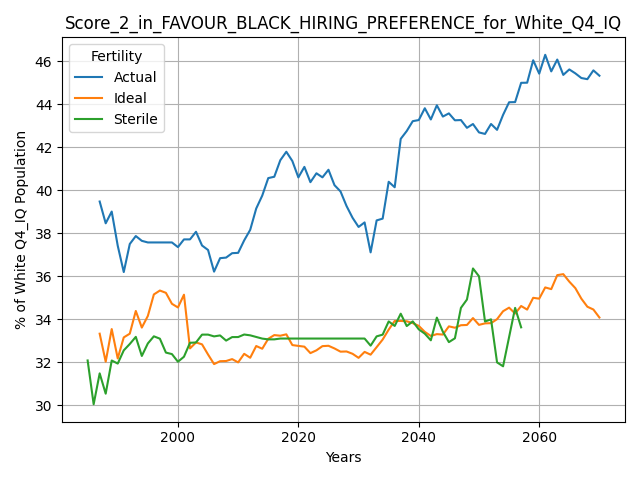 Score_2_in_FAVOUR_BLACK_HIRING_PREFERENCE_for_White_Q4_IQ
Fertility
Actual
Ideal
Sterile
% of White Q4_IQ Population
46
44
42
40
38
36
34
32
30
2000
2020
2040
2060
Years